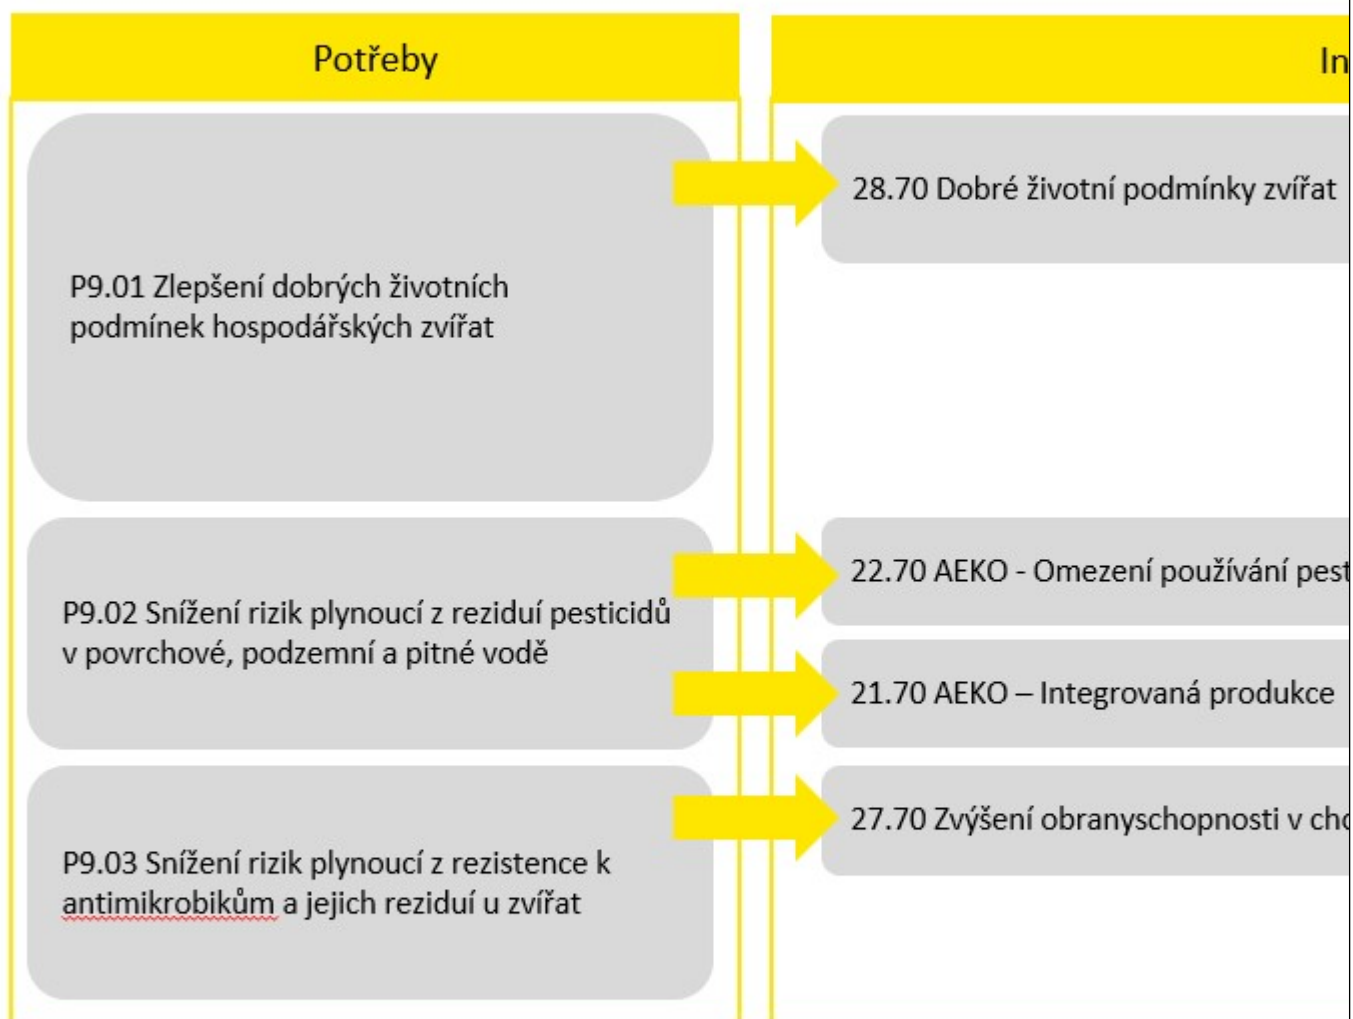 Potřeby
In
P9.01 Zlepšení dobrých životních
podmínek hospodářských zvířat
28.70 Dobré životní podmínky zvířat
P9.02 Snížení rizik plynoucí z reziduí pesticidů
v povrchové, podzemní a pitné vodě
22.70 AEKO - Omezení používání pest
21.70 AEKO – Integrovaná produkce
P9.03 Snížení rizik plynoucí z rezistence k
antimikrobikům a jejich reziduí u zvířat
27.70 Zvýšení obranyschopnosti v cho